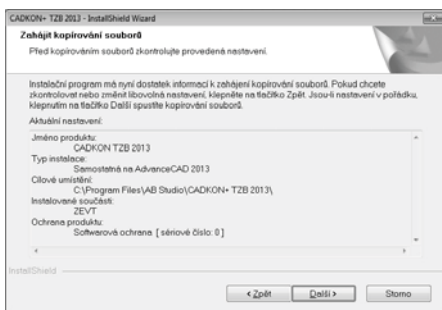 CADKON+ TZB 2013 - InstallShield Wizard
Zahájit kopírování souborů
Před kopírováním souborů zkontrolujte provedená nastavení.
Instalační program má nyní dostatek informací k zahájení kopírování souborů. Pokud chcete
zkontrolovat nebo změnit libovolná nastavení, klepněte na tlačítko Zpět. Jsou-li nastavení v pořádku,
klepnutím na tlačítko Další spustíte kopírování souborů.
Aktuální nastavení:
Jméno produktu:
CADKON TZB 2013
Typ instalace:
Samostatná na AdvanceCAD 2013
Cílové umístění:
C:\Program Files\AB Studio\CADKON+ TZB 2013\
Instalované součásti:
ZEVT
Ochrana produktu:
Softwarová ochrana [ sériové číslo: 0 ]
InstallShield
< Zpět
Další >
Storno